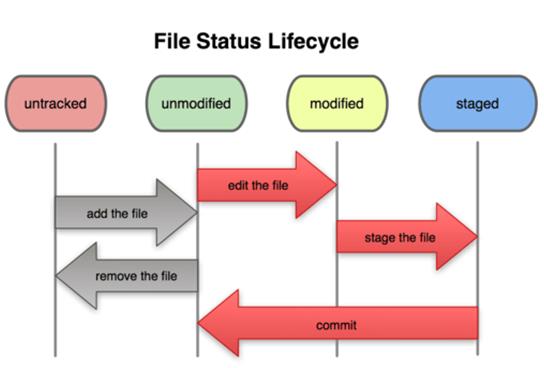 File Status Lifecycle
untracked
unmodified
modified
staged
edit the file
add the file
stage the file
remove the file
commit